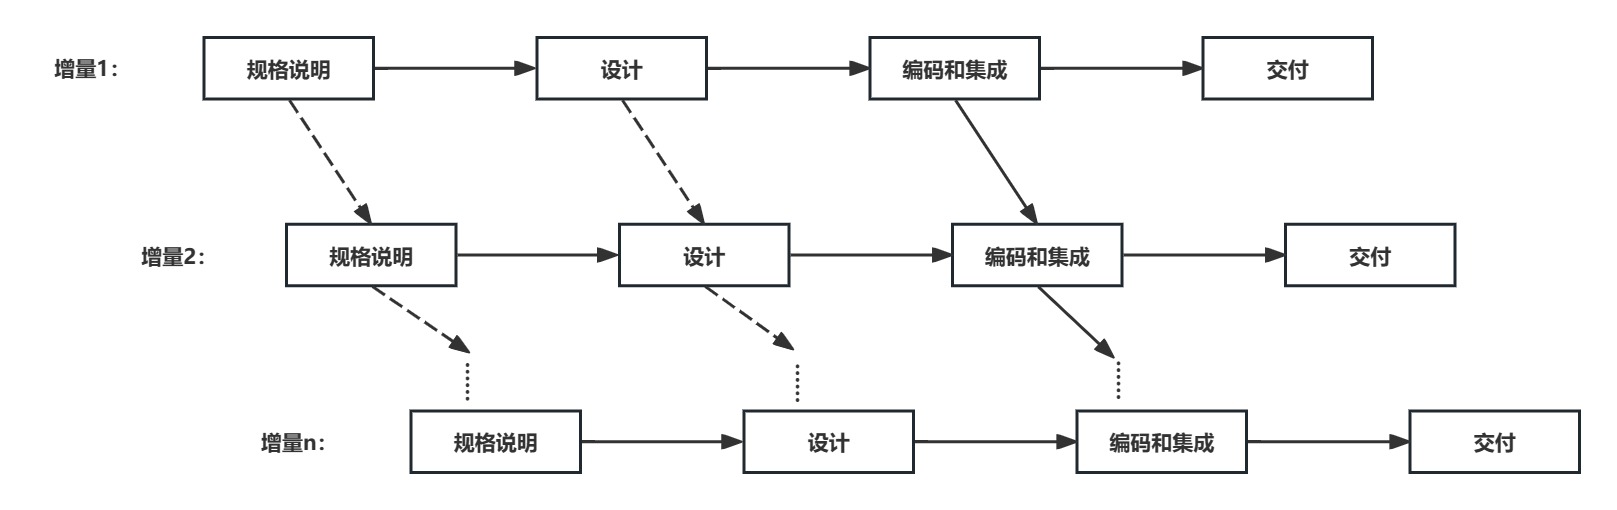 增量1： 规格说明 设计 编码和集成 交付
增量2： 规格说明 设计 编码和集成 交付
增量n： 规格说明 设计 编码和集成 交付